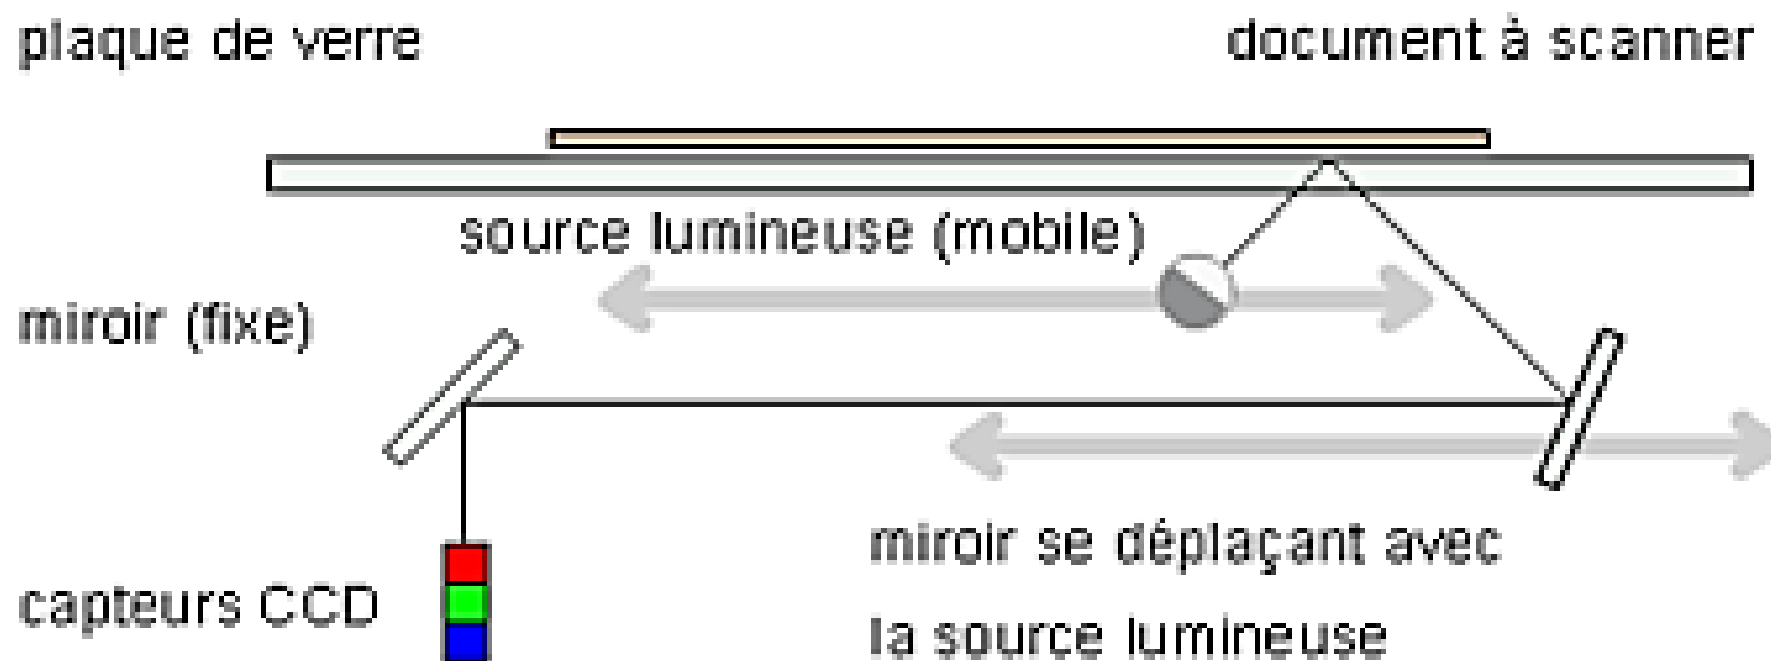 plaque de verre
document à scanner
source lumineuse (mobile)
miroir (fixe)
miroir se déplaçant avec
la source lumineuse
capteurs CCD